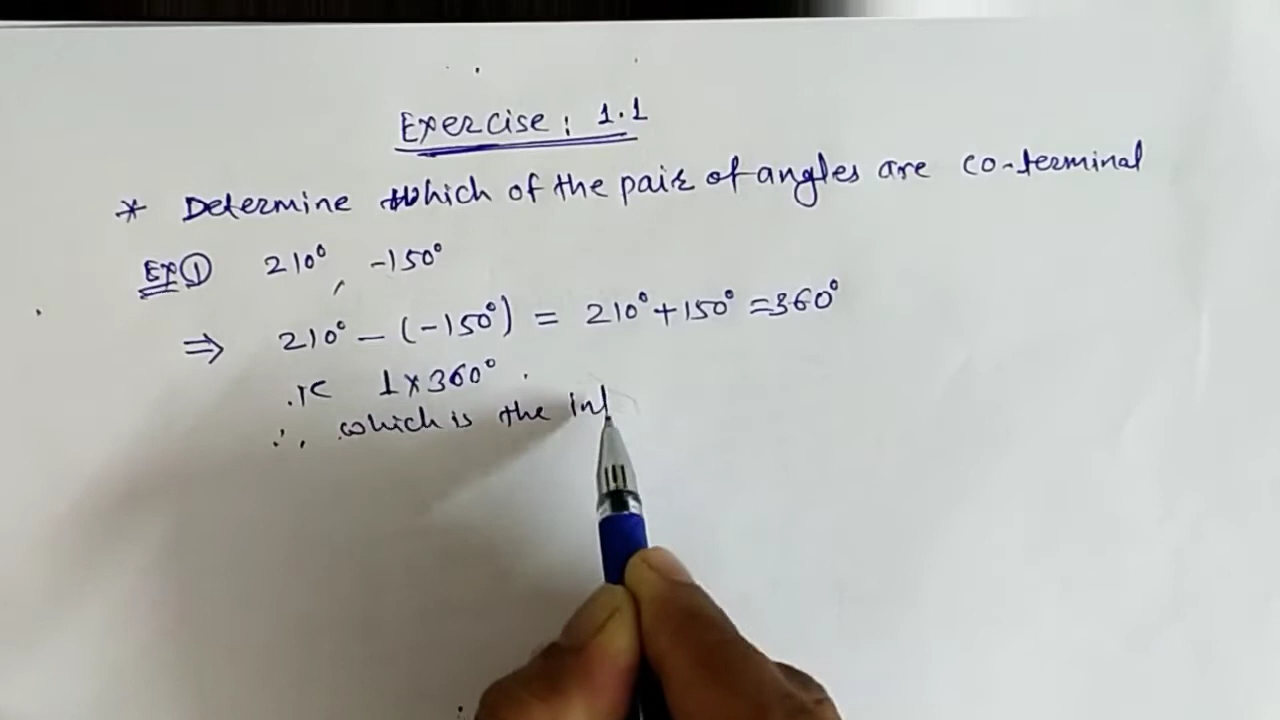 Exercise: 1.1
* Determine which of the pair of angles are co-terminal
Ex① 210°, -150°
⇒ 210° - (-150°) = 210° + 150° = 360°
1 × 360°.
∴ which is the